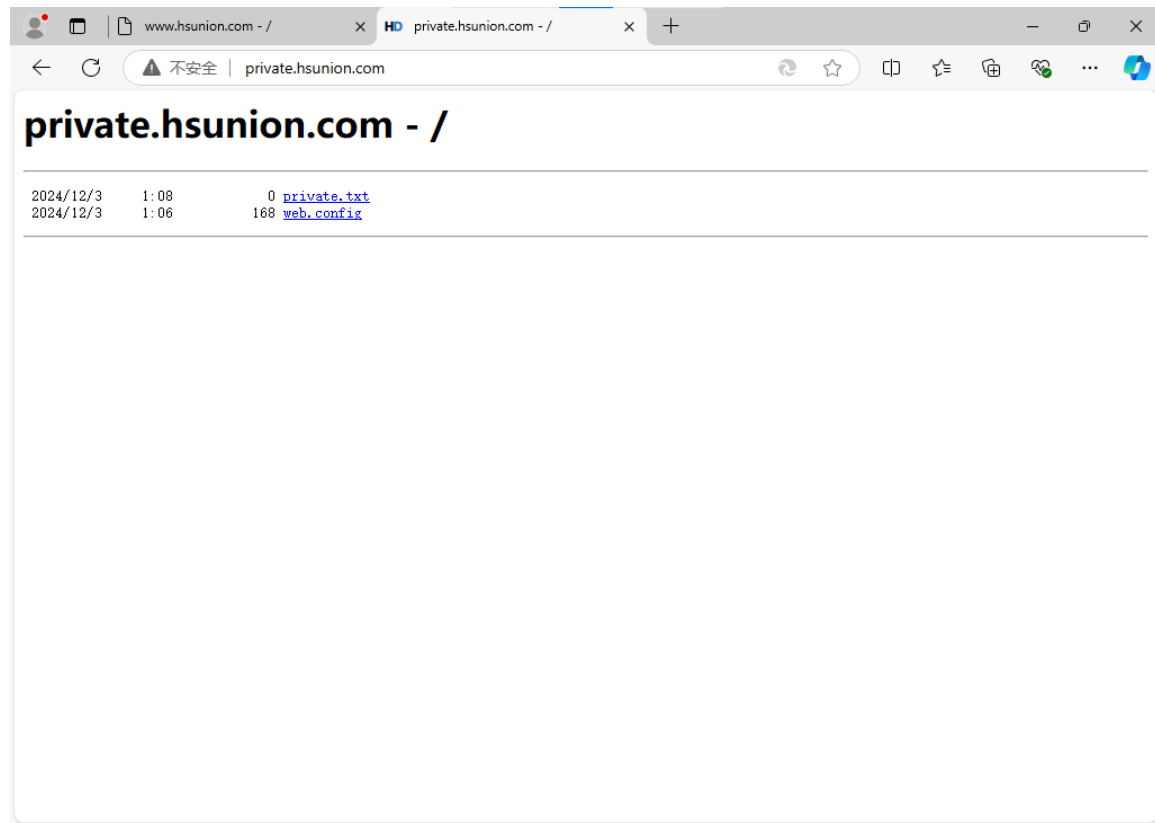 www.hsunion.com - /
HD private.hsunion.com - /
不安全 private.hsunion.com
private.hsunion.com - /
2024/12/3 1:08 0 private.txt
2024/12/3 1:06 168 web.config